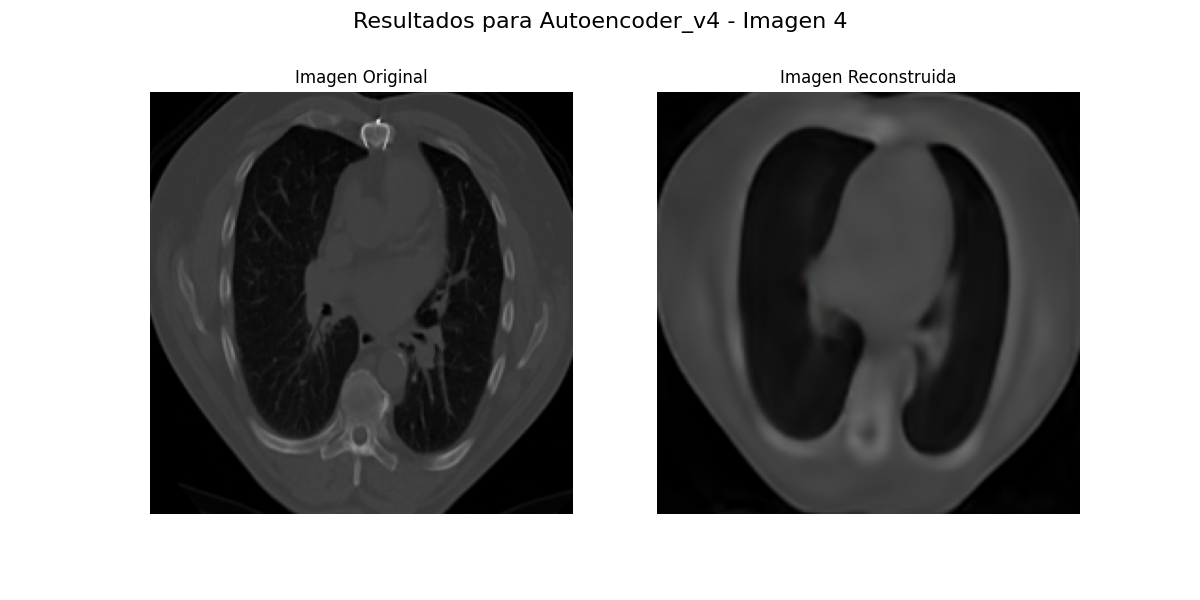 Resultados para Autoencoder_v4 - Imagen 4
Imagen Original
Imagen Reconstruida